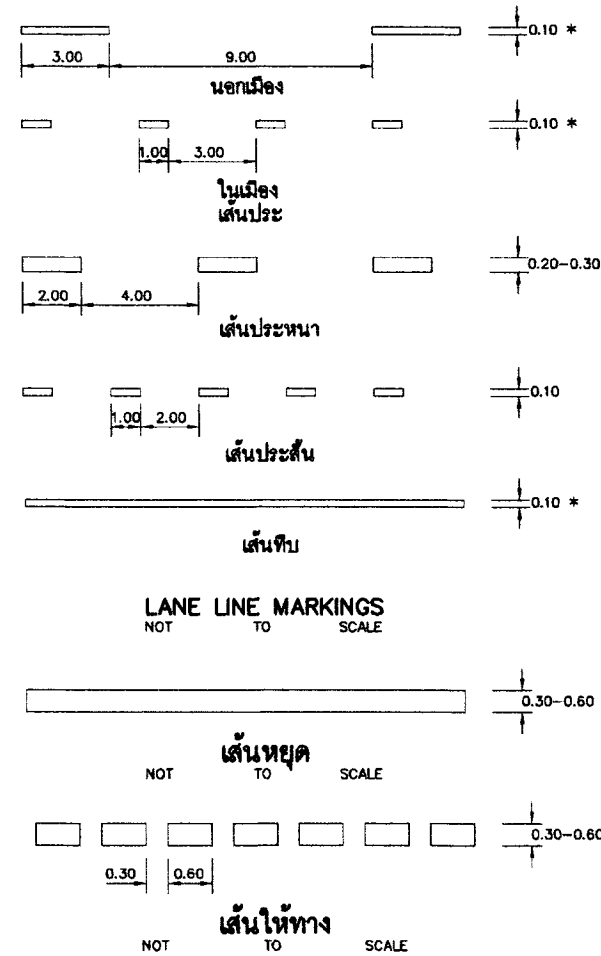 0.10 *
3.00 9.00
นอกเมือง
0.10 *
1.00 3.00
ในเมือง
เส้นประ
0.20-0.30
2.00 4.00
เส้นประหนา
0.10
1.00 2.00
เส้นประสั้น
0.10 *
เส้นทึบ
LANE LINE MARKINGS
NOT TO SCALE
0.30-0.60
เส้นหยุด
NOT TO SCALE
0.30-0.60
0.30 0.60
เส้นให้ทาง
NOT TO SCALE